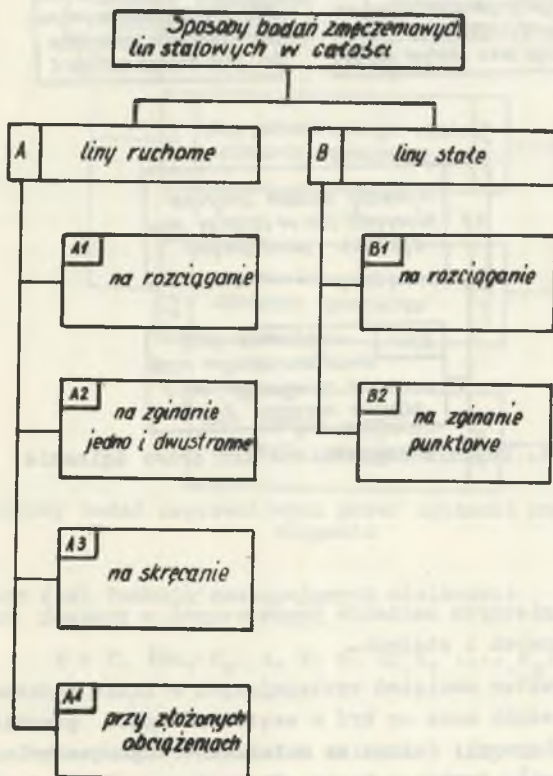 Sposoby badań zmęczeniowych
lin stalowych w całości
A liny ruchome
B liny stałe
A1
na rozciąganie
B1
na rozciąganie
A2
na zginanie
jedno i dwustronne
B2
na zginanie
punktowe
A3
na skręcanie
A4
przy złożonych
obciążeniach